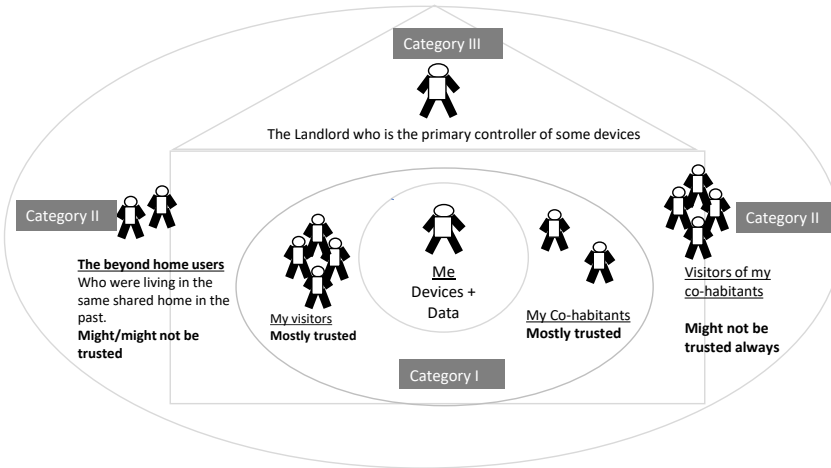 Category III
The Landlord who is the primary controller of some devices
Category II
The beyond home users
Who were living in the
same shared home in the
past.
Might/might not be
trusted
My visitors
Mostly trusted
Me
Devices +
Data
My Co-habitants
Mostly trusted
Category I
Category II
Visitors of my
co-habitants
Might not be
trusted always